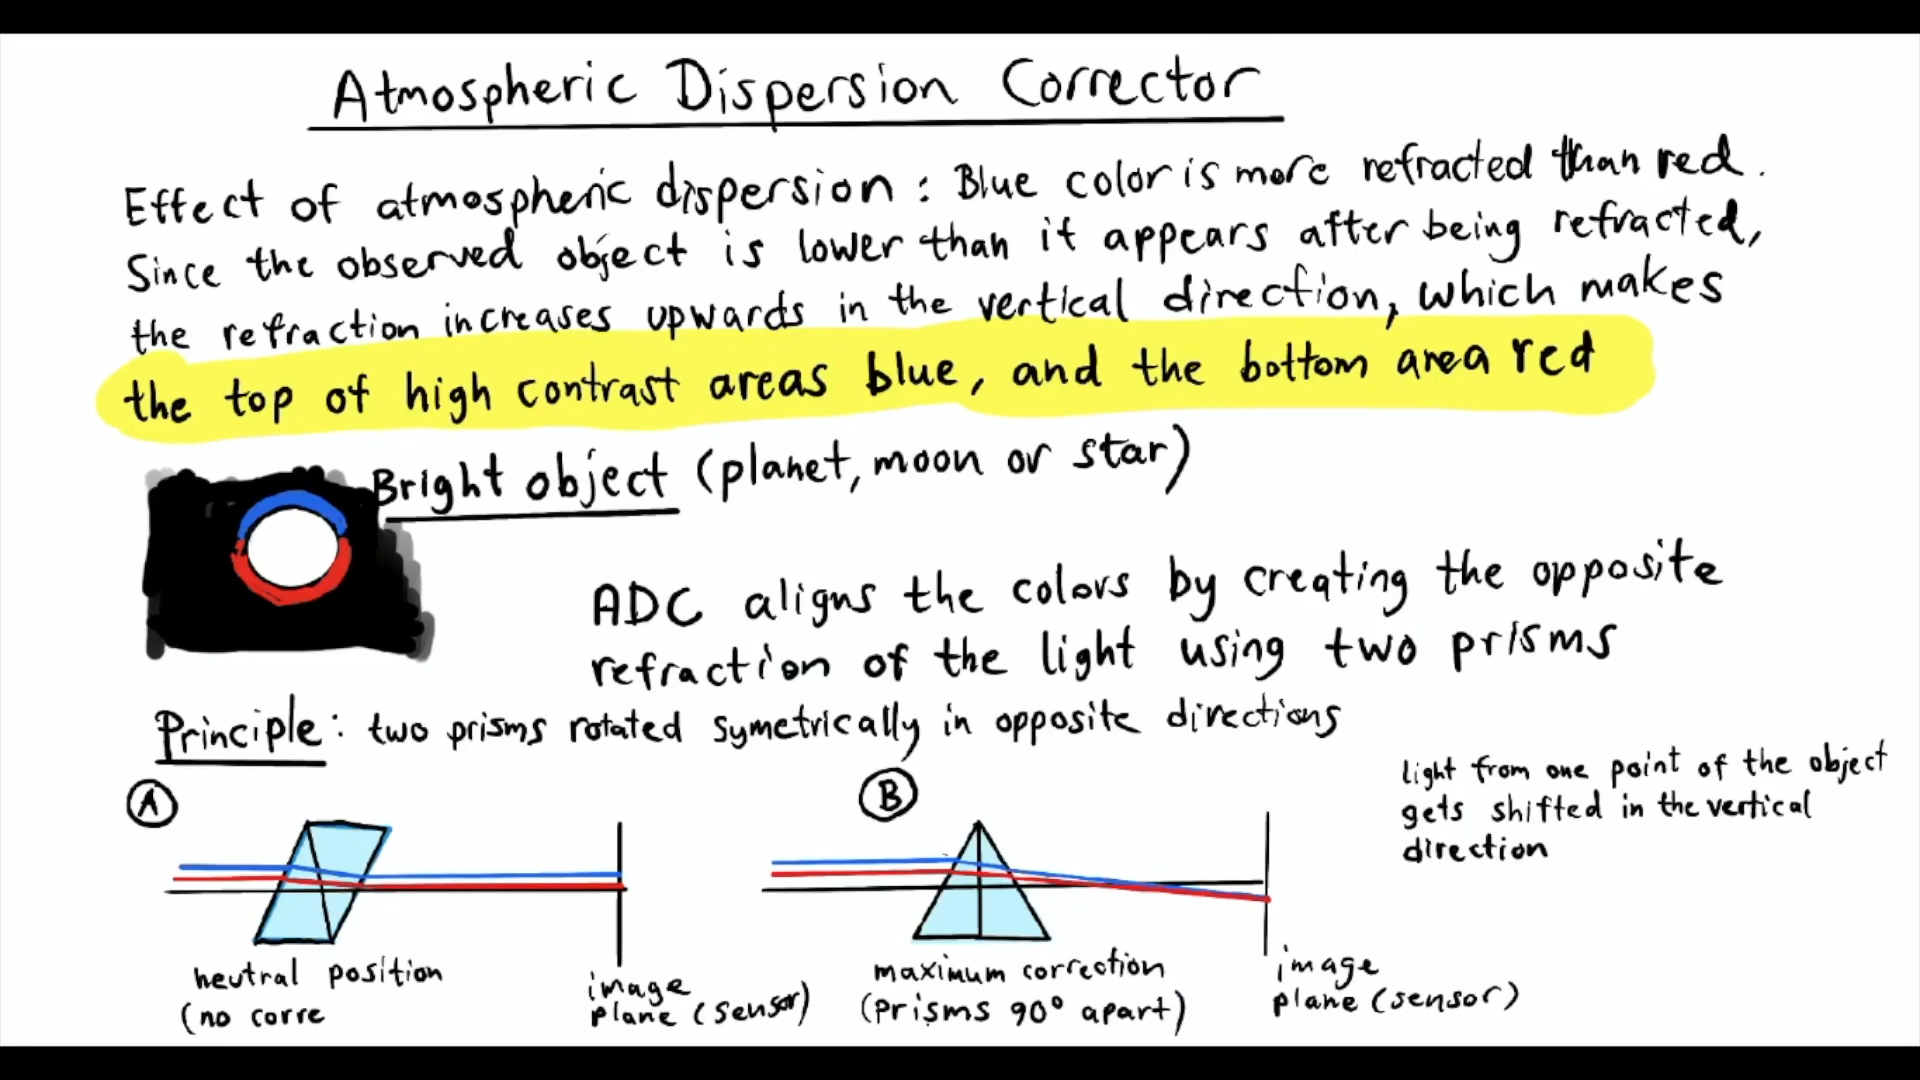 Atmospheric Dispersion Corrector
Effect of atmospheric dispersion : Blue color is more refracted than red.
Since the observed object is lower than it appears after being refracted,
the refraction increases upwards in the vertical direction, which makes
the top of high contrast areas blue, and the bottom area red
Bright object (planet, moon or star)
ADC aligns the colors by creating the opposite
refraction of the light using two prisms
Principle: two prisms rotated symetrically in opposite directions
A
B
light from one point of the object
gets shifted in the vertical
direction
neutral position
(no corre
image
plane (sensor)
maximum correction
(prisms 90° apart)
image
plane (sensor)